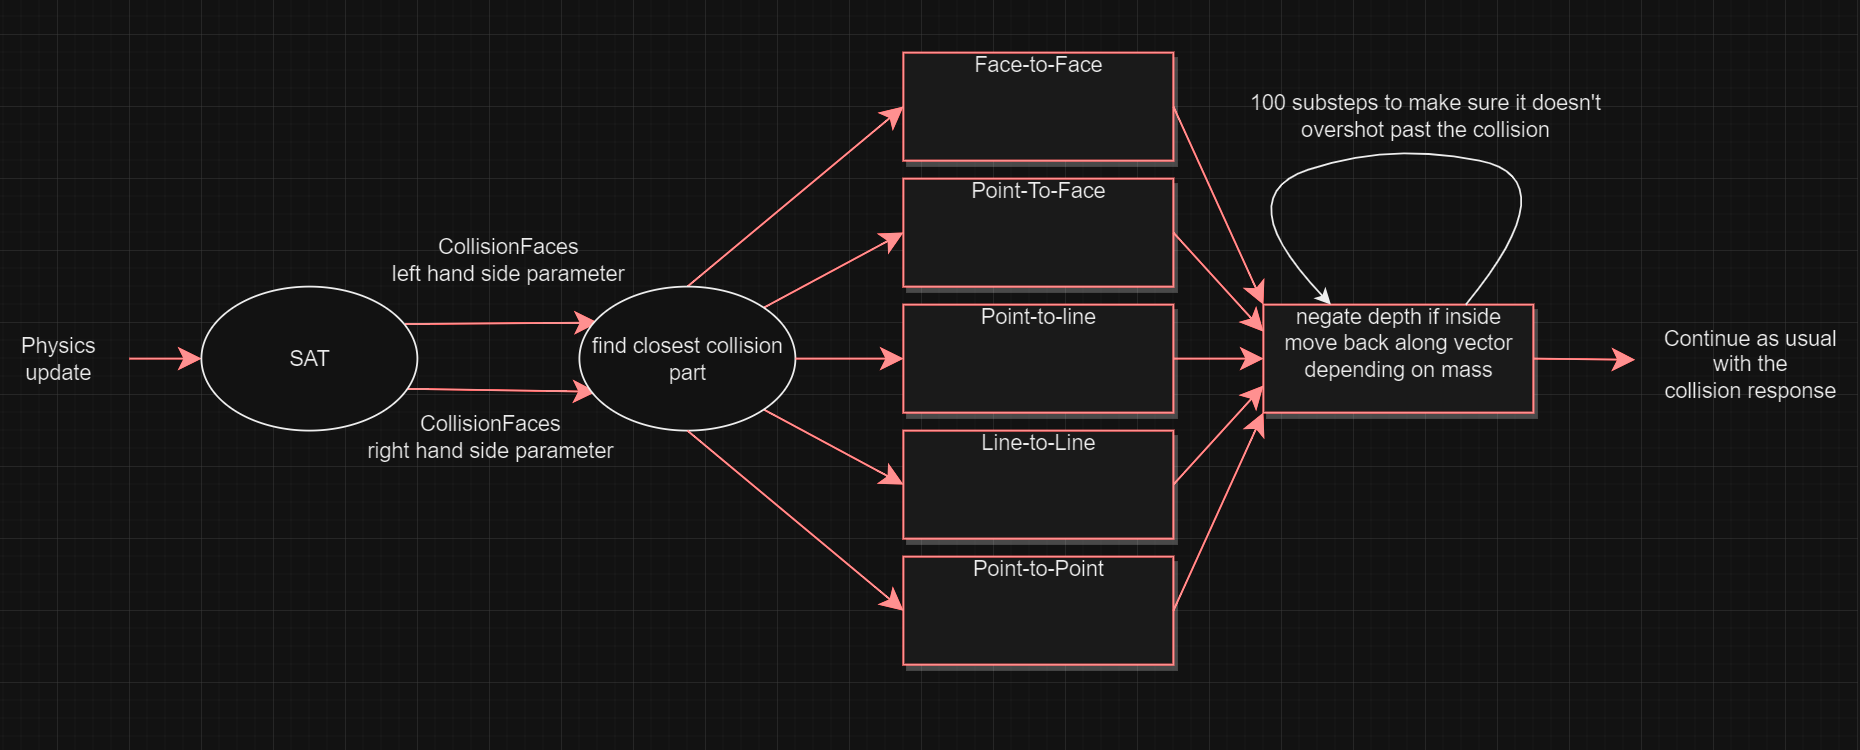 Physics
update
SAT
CollisionFaces
left hand side parameter
CollisionFaces
right hand side parameter
find closest collision
part
Face-to-Face
Point-To-Face
Point-to-line
Line-to-Line
Point-to-Point
100 substeps to make sure it doesn't
overshot past the collision
negate depth if inside
move back along vector
depending on mass
Continue as usual
with the
collision response